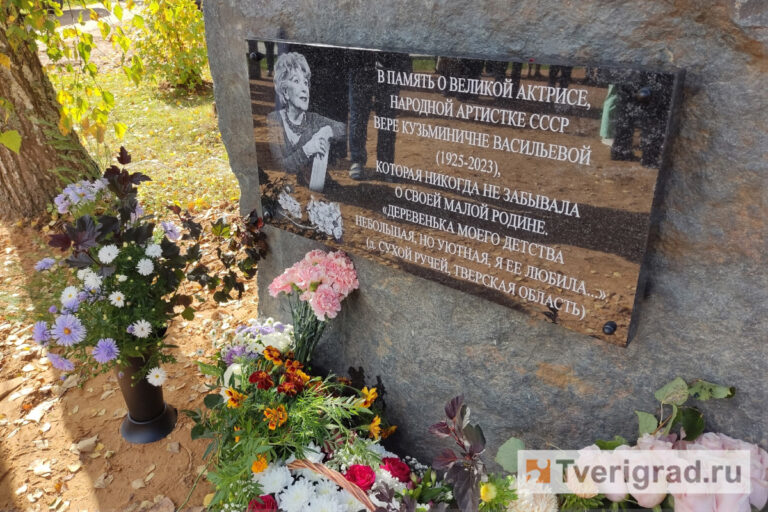 В ПАМЯТЬ О ВЕЛИКОЙ АКТРИСЕ,
НАРОДНОЙ АРТИСТКЕ СССР
ВЕРЕ КУЗЬМИНИЧНЕ ВАСИЛЬЕВОЙ
(1925-2023),
КОТОРАЯ НИКОГДА НЕ ЗАБЫВАЛА
О СВОЕЙ МАЛОЙ РОДИНЕ.
«ДЕРЕВЕНЬКА МОЕГО ДЕТСТВА
НЕБОЛЬШАЯ, НО УЮТНАЯ, Я ЕЕ ЛЮБИЛА...»
(д. СУХОЙ РУЧЕЙ, ТВЕРСКАЯ ОБЛАСТЬ)
Tverigrad.ru